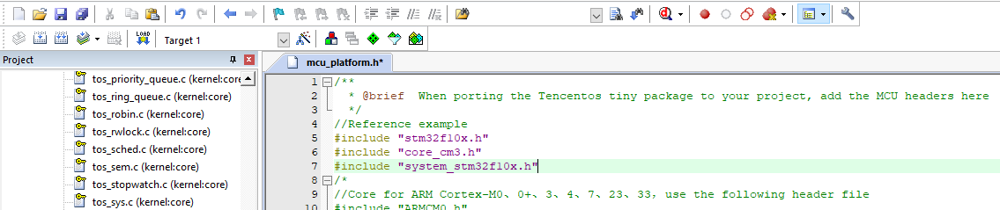 LOAD
Target 1
Project
mcu_platform.h*
tos_priority_queue.c (kernel:core
tos_ring_queue.c (kernel:core)
tos_robin.c (kernel:core)
tos_rwlock.c (kernel:core)
tos_sched.c (kernel:core)
tos_sem.c (kernel:core)
tos_stopwatch.c (kernel:core)
tos_sys.c (kernel:core)
1 /**
2 * @brief When porting the Tencentos tiny package to your project, add the MCU headers here
3 */
4 //Reference example
5 #include "stm32f10x.h"
6 #include "core_cm3.h"
7 #include "system_stm32f10x.h"
8 /*
9 //Core for ARM Cortex-M0、0+、3、4、7、23、33，use the following header file
10 #include "ARMCM0.h"